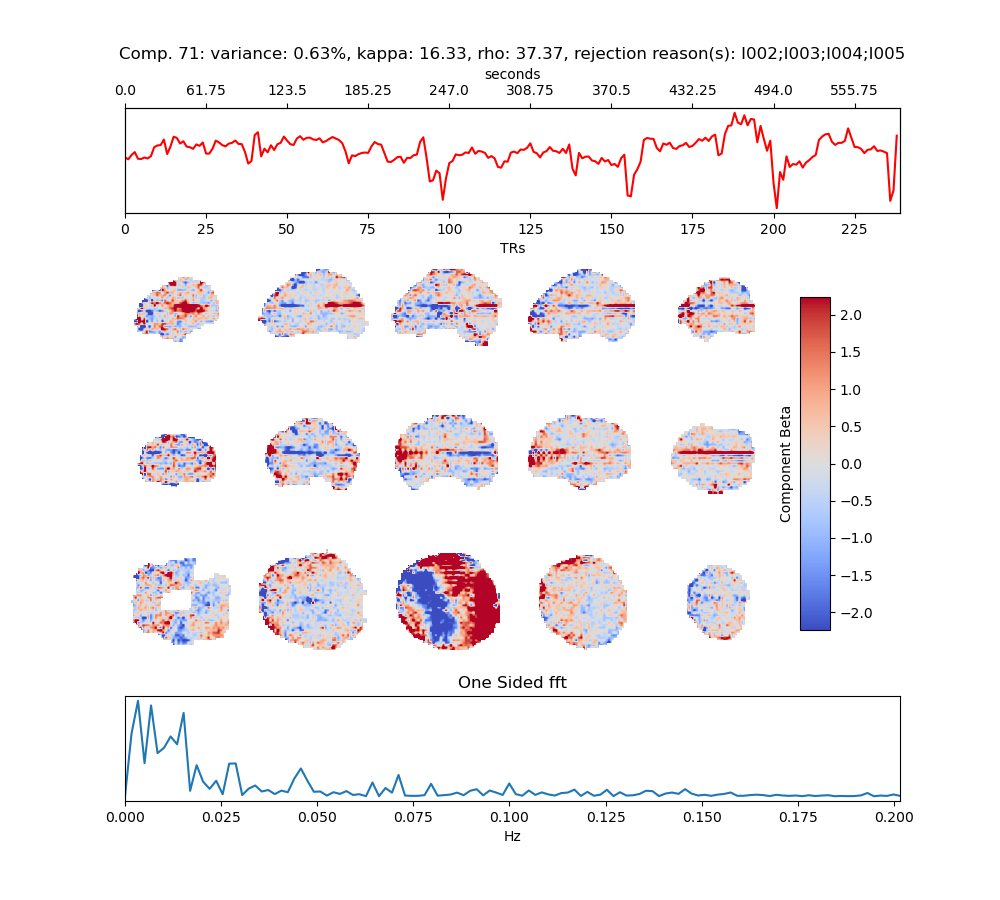 Comp. 71: variance: 0.63%, kappa: 16.33, rho: 37.37, rejection reason(s): I002;I003;I004;I005
seconds
0.0 61.75 123.5 185.25 247.0 308.75 370.5 432.25 494.0 555.75
0 25 50 75 100 125 150 175 200 225
TRs
2.0
1.5
1.0
0.5
0.0
−0.5
−1.0
−1.5
−2.0
Component Beta
One Sided fft
0.000 0.025 0.050 0.075 0.100 0.125 0.150 0.175 0.200
Hz